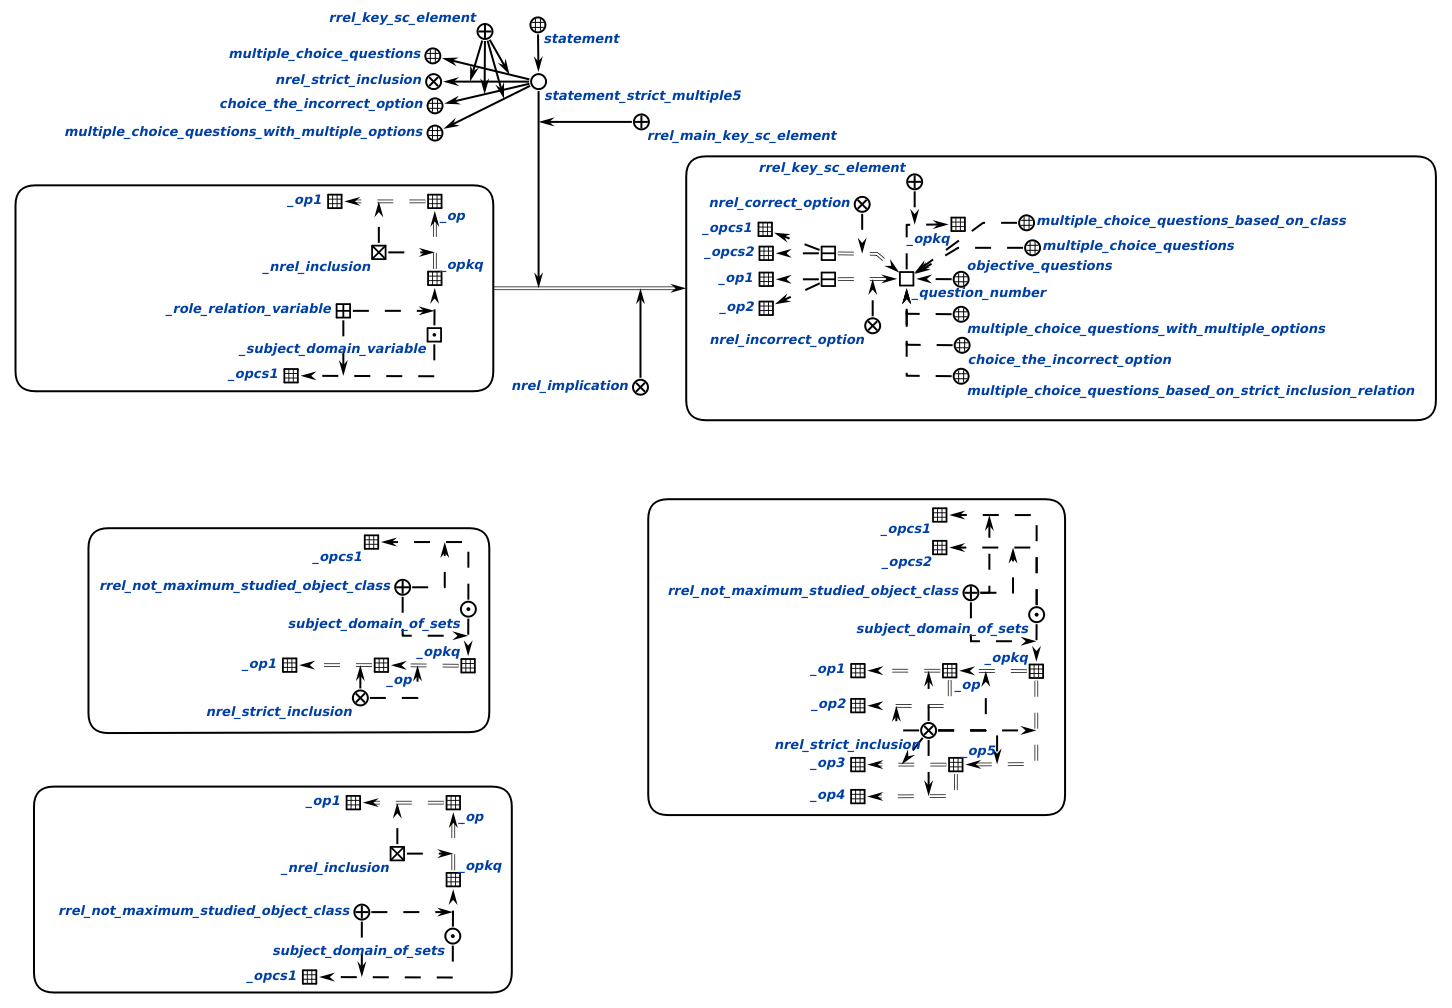 rrel_key_sc_element
statement
multiple_choice_questions
nrel_strict_inclusion
choice_the_incorrect_option
statement_strict_multiple5
multiple_choice_questions_with_multiple_options
rrel_main_key_sc_element
_op1
_op
_nrel_inclusion
_opkq
_role_relation_variable
_subject_domain_variable
_opcs1
nrel_implication
rrel_key_sc_element
nrel_correct_option
_opcs1
_opkq
multiple_choice_questions_based_on_class
_opcs2
multiple_choice_questions
objective_questions
_op1
_question_number
_op2
multiple_choice_questions_with_multiple_options
nrel_incorrect_option
choice_the_incorrect_option
multiple_choice_questions_based_on_strict_inclusion_relation
_opcs1
rrel_not_maximum_studied_object_class
subject_domain_of_sets
_opkq
_op1
_op
nrel_strict_inclusion
_opcs1
_opcs2
rrel_not_maximum_studied_object_class
subject_domain_of_sets
_opkq
_op1
_op
_op2
nrel_strict_inclusion
_op5
_op3
_op4
_op1
_op
_nrel_inclusion
_opkq
rrel_not_maximum_studied_object_class
subject_domain_of_sets
_opcs1